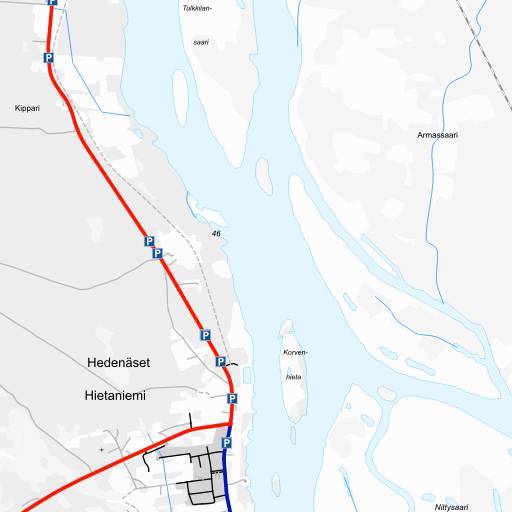 P
Tulkkilan-
saari
P
Kippari
Armassaari
46
P
P
P
Korven-
hieta
P
Hedenäset
Hietaniemi
P
P
Niittysaari